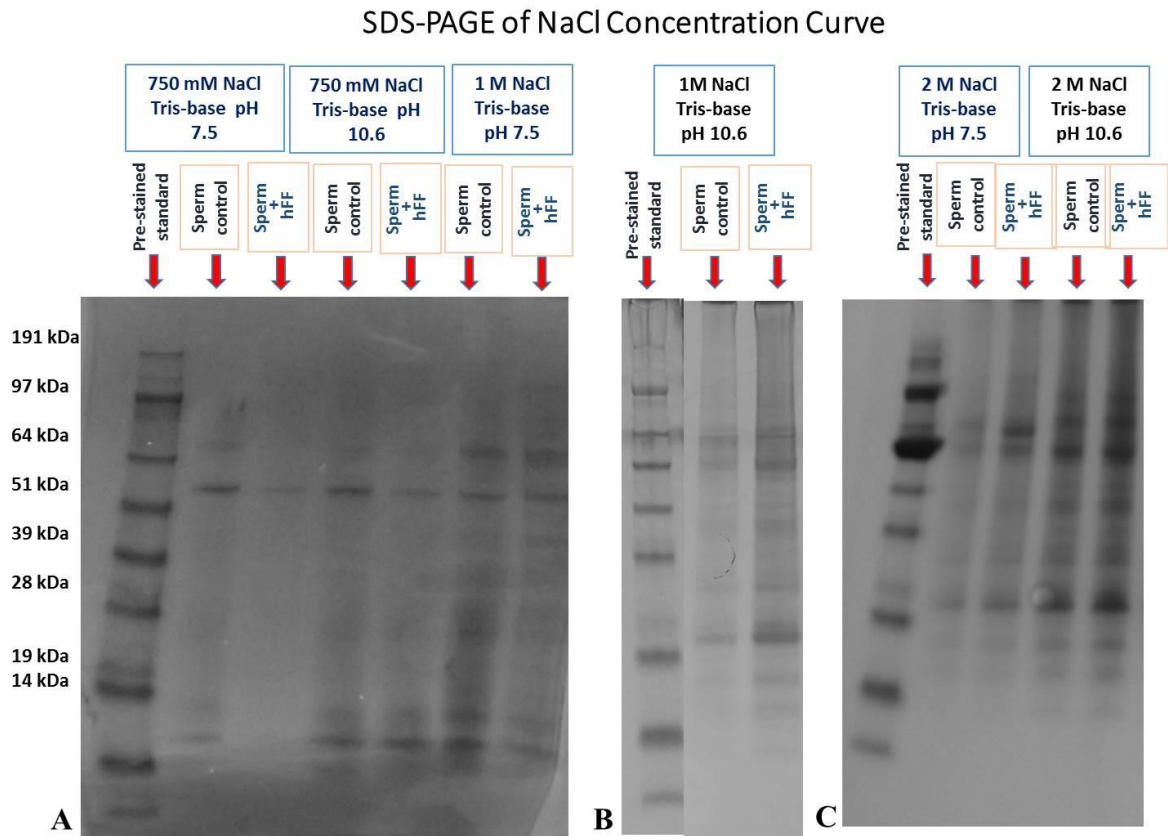 SDS-PAGE of NaCl Concentration Curve
750 mM NaCl
Tris-base pH
7.5
750 mM NaCl
Tris-base pH
10.6
1 M NaCl
Tris-base
pH 7.5
1M NaCl
Tris-base
pH 10.6
2 M NaCl
Tris-base
pH 7.5
2 M NaCl
Tris-base
pH 10.6
Pre-stained
standard
Sperm
control
Sperm
+
hFF
Sperm
control
Sperm
+
hFF
Sperm
control
Sperm
+
hFF
Pre-stained
standard
Sperm
control
Sperm
+
hFF
Pre-stained
standard
Sperm
control
Sperm
+
hFF
Sperm
control
Sperm
+
hFF
191 kDa
97 kDa
64 kDa
51 kDa
39 kDa
28 kDa
19 kDa
14 kDa
A
B
C